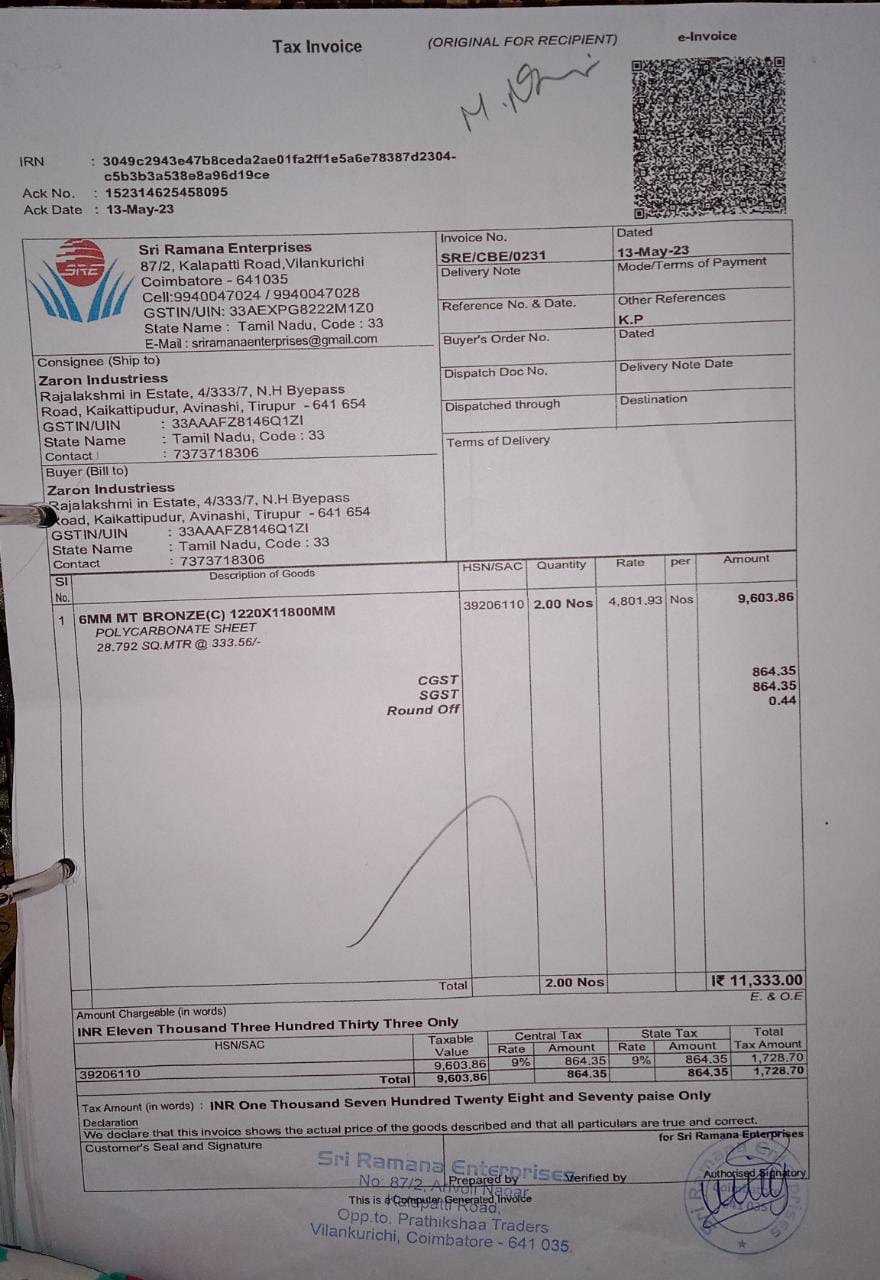 Tax Invoice
(ORIGINAL FOR RECIPIENT)
e-Invoice
M.
IRN : 3049c2943e47b8ceda2ae01fa2ff1e5a6e78387d2304-
c5b3b3a538e8a96d19ce
Ack No. : 152314625458095
Ack Date : 13-May-23
SRE
Sri Ramana Enterprises
87/2, Kalapatti Road,Vilankurichi
Coimbatore - 641035
Cell:9940047024 / 9940047028
GSTIN/UIN: 33AEXPG8222M1Z0
State Name : Tamil Nadu, Code : 33
E-Mail : sriramanaenterprises@gmail.com
Invoice No.
SRE/CBE/0231
Dated
13-May-23
Delivery Note
Mode/Terms of Payment
Reference No. & Date.
Other References
K.P
Buyer's Order No.
Dated
Dispatch Doc No.
Delivery Note Date
Dispatched through
Destination
Terms of Delivery
Consignee (Ship to)
Zaron Industriess
Rajalakshmi in Estate, 4/333/7, N.H Byepass
Road, Kaikattipudur, Avinashi, Tirupur - 641 654
GSTIN/UIN : 33AAAFZ8146Q1ZI
State Name : Tamil Nadu, Code : 33
Contact : 7373718306
Buyer (Bill to)
Zaron Industriess
Rajalakshmi in Estate, 4/333/7, N.H Byepass
Road, Kaikattipudur, Avinashi, Tirupur - 641 654
GSTIN/UIN : 33AAAFZ8146Q1ZI
State Name : Tamil Nadu, Code : 33
Contact : 7373718306
Sl No. Description of Goods HSN/SAC Quantity Rate per Amount
1 6MM MT BRONZE(C) 1220X11800MM 39206110 2.00 Nos 4,801.93 Nos 9,603.86
POLYCARBONATE SHEET
28.792 SQ.MTR @ 333.56/-
CGST 864.35
SGST 864.35
Round Off 0.44
Total 2.00 Nos I₹ 11,333.00
E. & O.E
Amount Chargeable (in words)
INR Eleven Thousand Three Hundred Thirty Three Only
HSN/SAC Taxable Value Central Tax Rate Amount State Tax Rate Amount Total Tax Amount
39206110 9,603.86 9% 864.35 9% 864.35 1,728.70
Total 9,603.86 864.35 864.35 1,728.70
Tax Amount (in words) : INR One Thousand Seven Hundred Twenty Eight and Seventy paise Only
Declaration
We declare that this invoice shows the actual price of the goods described and that all particulars are true and correct.
Customer's Seal and Signature
for Sri Ramana Enterprises
Prepared by
Verified by
Authorised Signatory
This is a Computer Generated Invoice
Sri Ramana Enterprises
No: 87/2, Nagar,
Road,
Opp.to. Prathikshaa Traders
Vilankurichi, Coimbatore - 641 035.